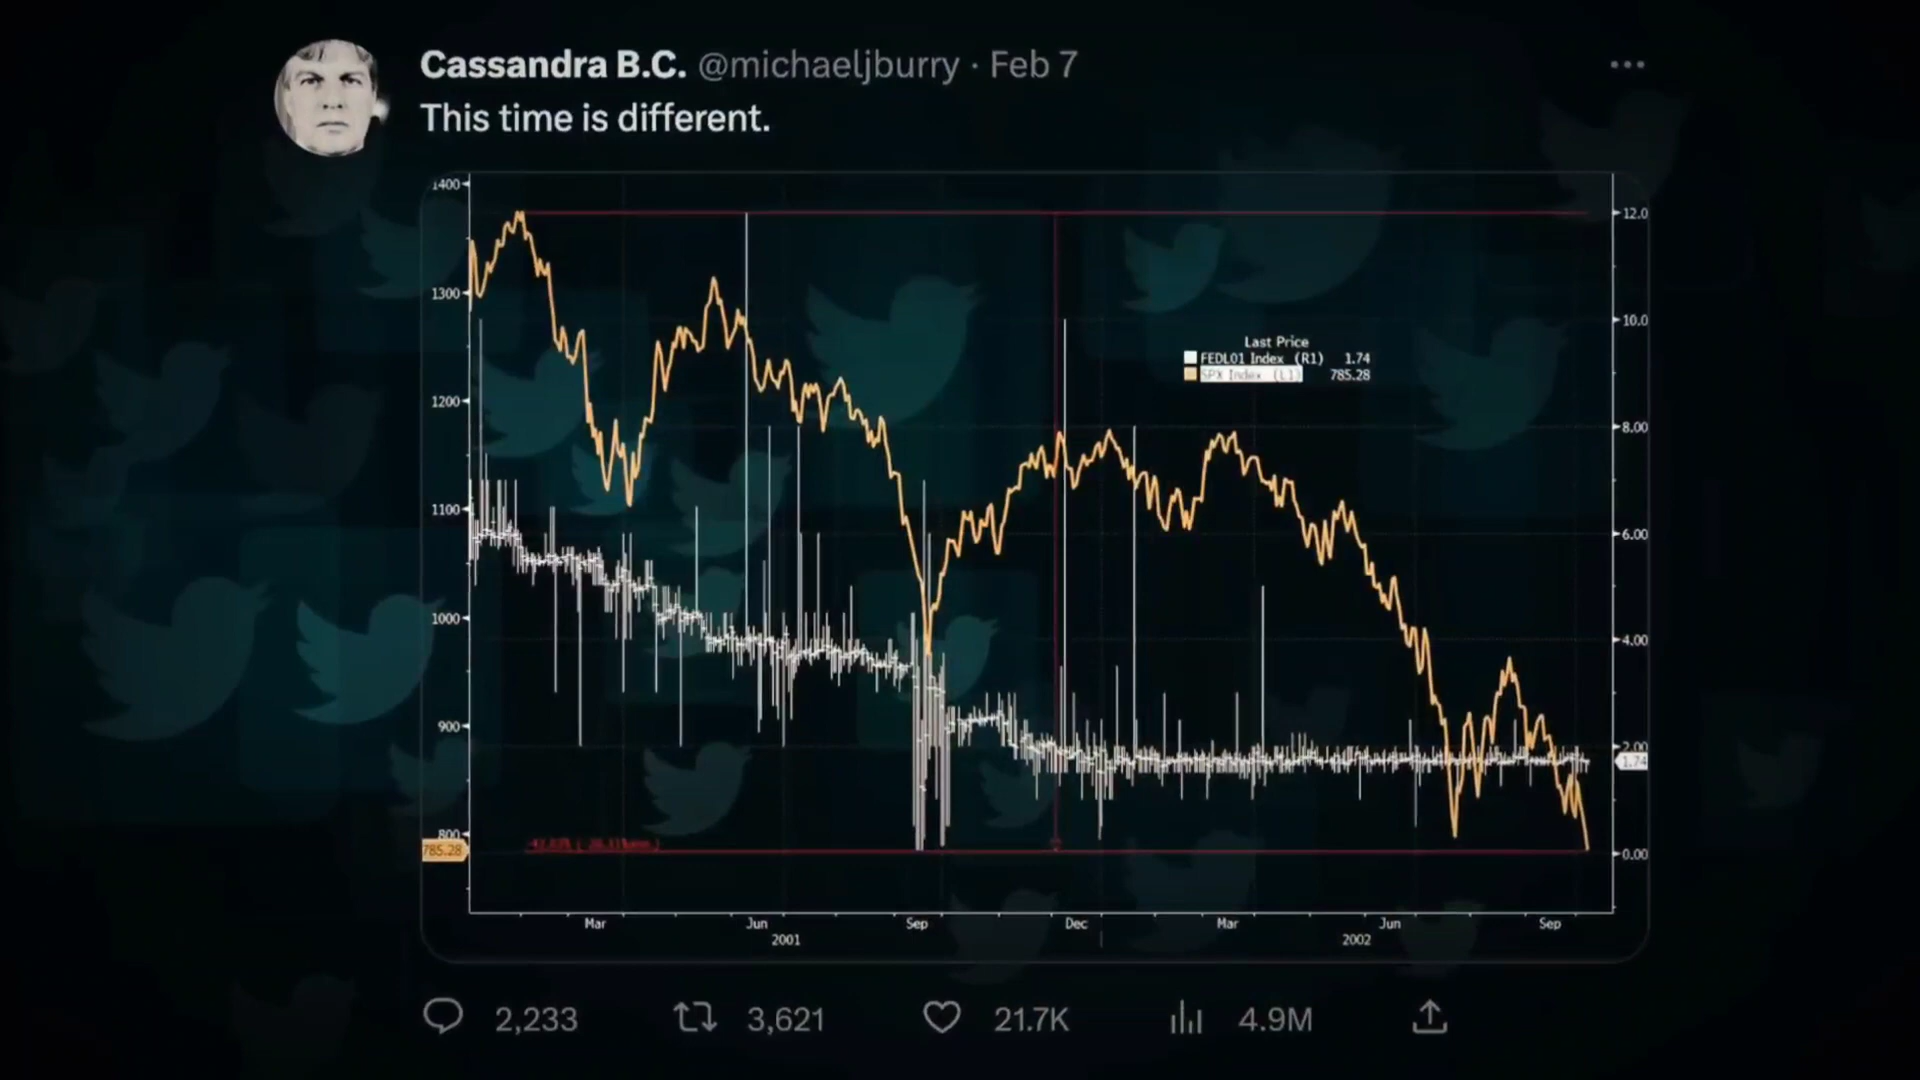 Cassandra B.C. @michaeljburry · Feb 7
This time is different.
1400
1300
1200
1100
1000
900
800
785.28
12.0
10.0
8.00
6.00
4.00
2.00
1.74
0.00
Last Price
FEDL01 Index (R1) 1.74
SPX Index (L1) 785.28
Mar Jun Sep Dec Mar Jun Sep
2001 2002
2,233 3,621 21.7K 4.9M